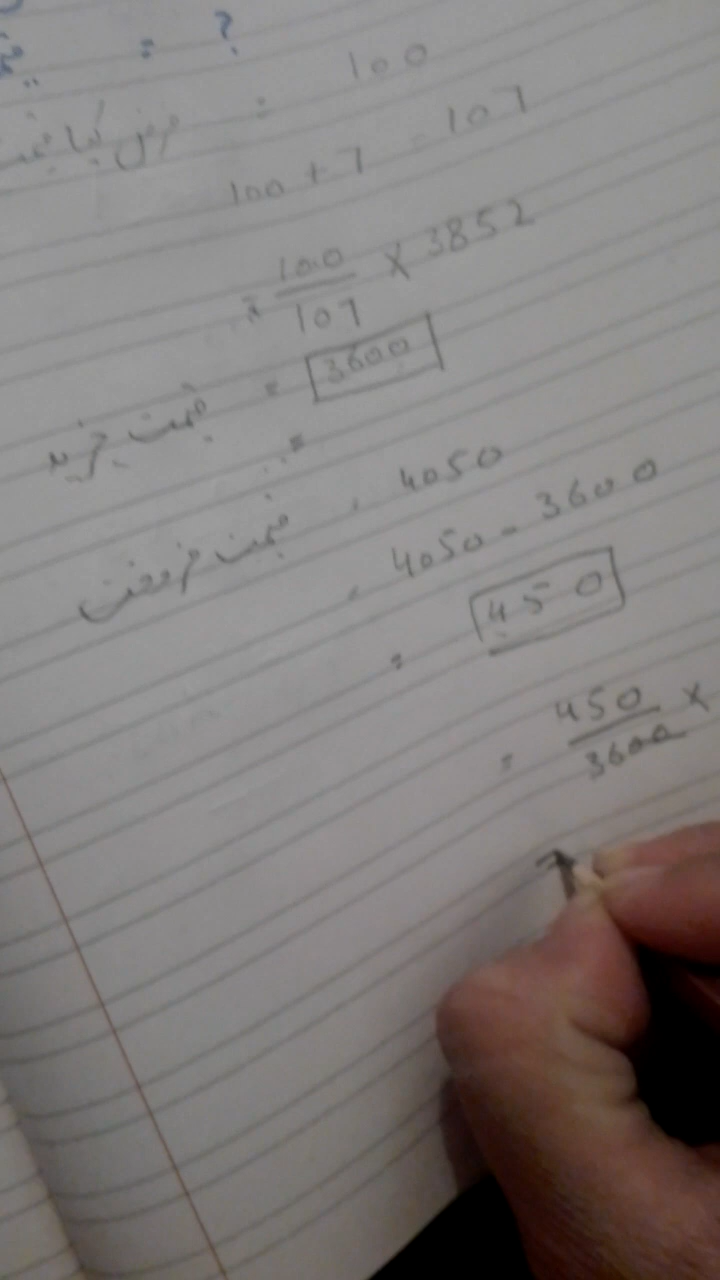 = ?
فرض کیا = 100
100 + 7 = 107
= 100/107 × 3852
قیمت خرید = 3600
قیمت فروخت = 4050
= 4050 - 3600
= 450
= 450/3600 ×